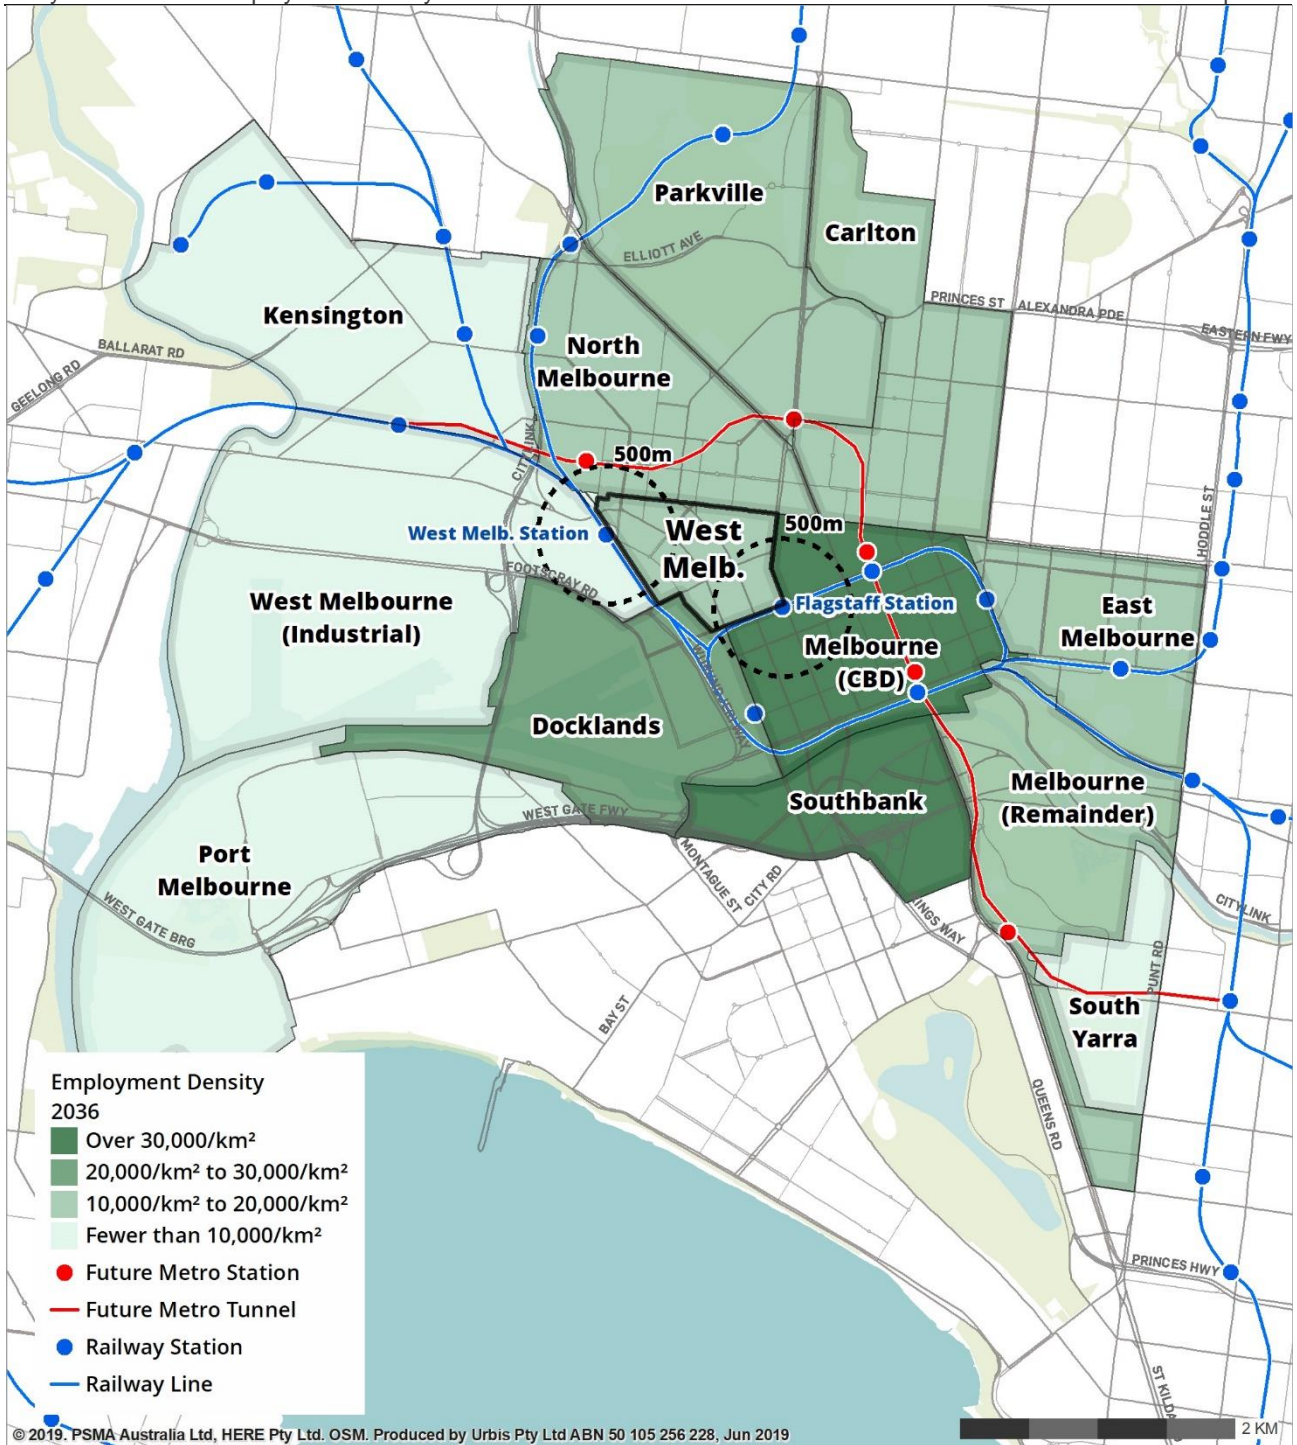 Parkville
Carlton
ELLIOTT AVE
PRINCES ST
ALEXANDRA PDE
EASTERN FWY
Kensington
BALLARAT RD
GEELONG RD
North
Melbourne
CITYLINK
500m
HODDLE ST
West Melb. Station
West
Melb.
500m
FOOTSCRAY RD
West Melbourne
(Industrial)
Flagstaff Station
East
Melbourne
Melbourne
(CBD)
Docklands
Melbourne
(Remainder)
Southbank
WEST GATE FWY
Port
Melbourne
MONTAGUE ST
CITY RD
WEST GATE BRG
KINGS WAY
CITYLINK
PUNT RD
BAY ST
South
Yarra
QUEENS RD
PRINCES HWY
Employment Density
2036
Over 30,000/km²
20,000/km² to 30,000/km²
10,000/km² to 20,000/km²
Fewer than 10,000/km²
Future Metro Station
Future Metro Tunnel
Railway Station
Railway Line
ST KILDA
2 KM
© 2019. PSMA Australia Ltd, HERE Pty Ltd. OSM. Produced by Urbis Pty Ltd ABN 50 105 256 228, Jun 2019